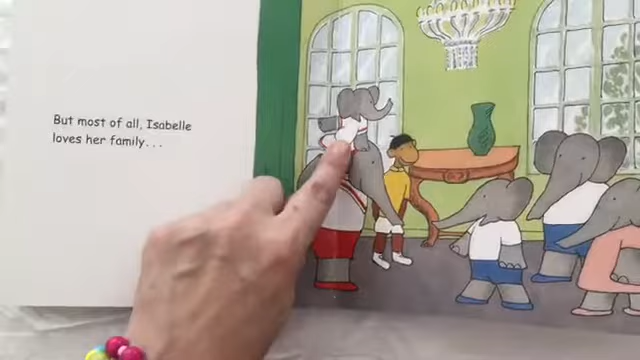 But most of all, Isabelle
loves her family. . .